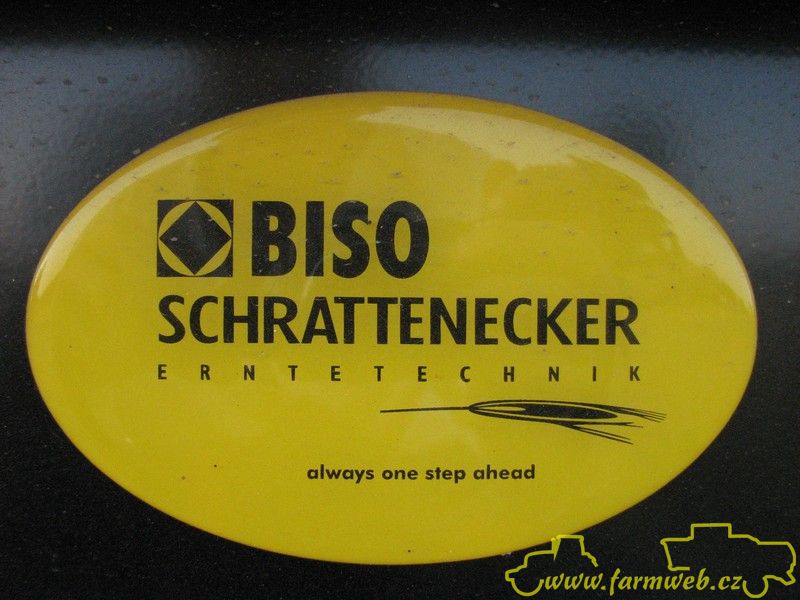 BISO
SCHRATTENECKER
ERNTETECHNIK
always one step ahead
www.farmweb.cz